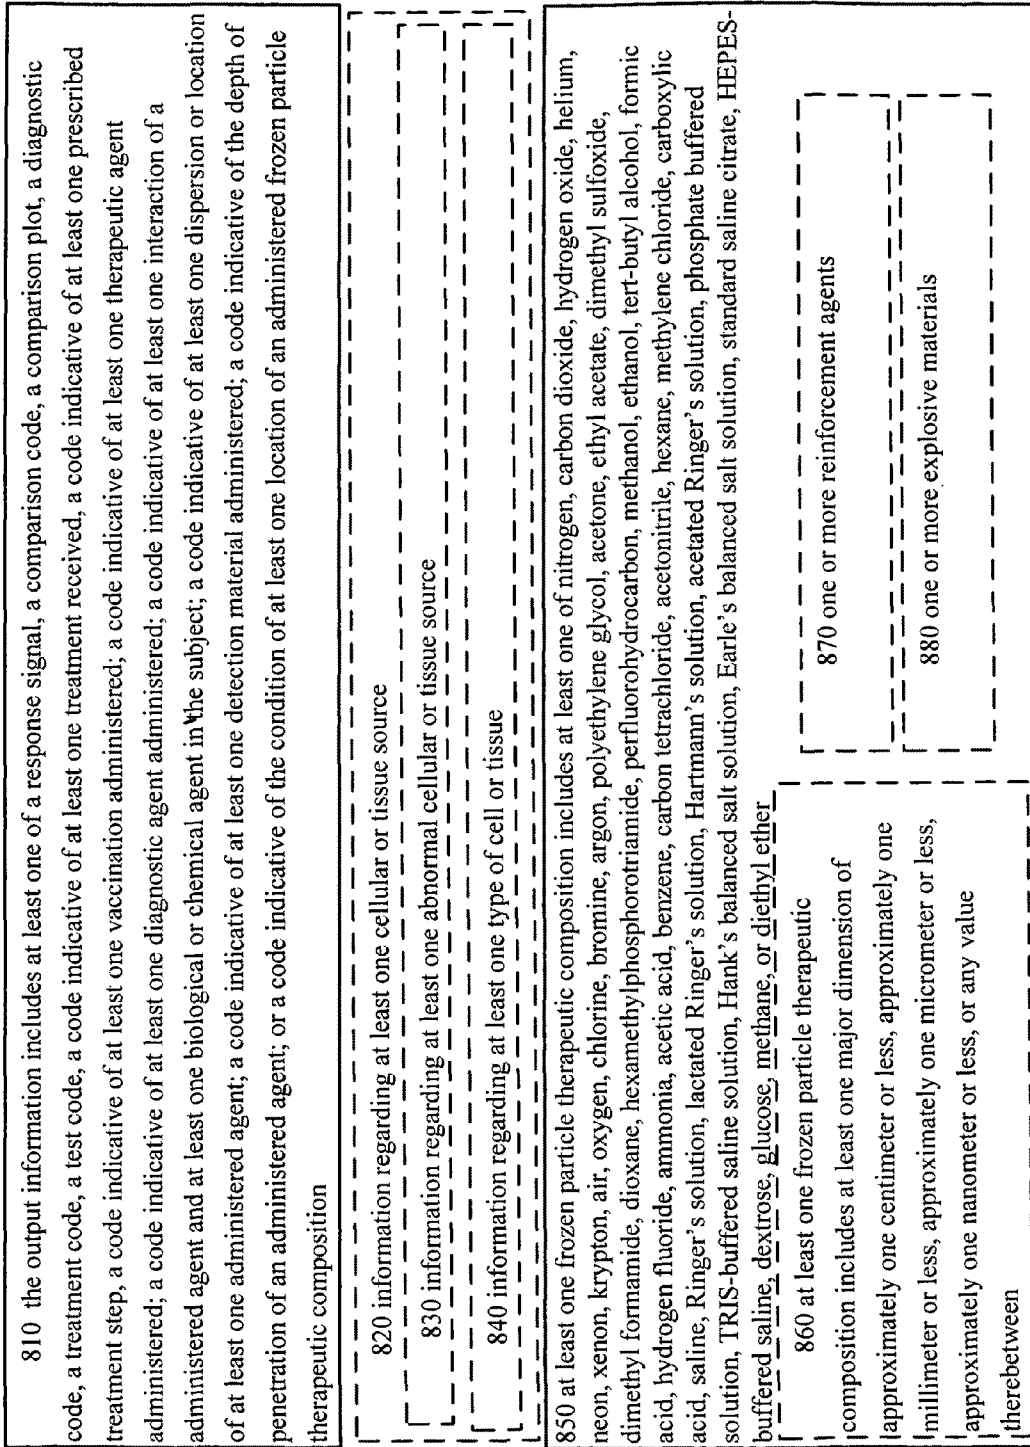 810 the output information includes at least one of a response signal, a comparison code, a comparison plot, a diagnostic
code, a treatment code, a test code, a code indicative of at least one treatment received, a code indicative of at least one prescribed
treatment step, a code indicative of at least one vaccination administered; a code indicative of at least one therapeutic agent
administered; a code indicative of at least one diagnostic agent administered; a code indicative of at least one interaction of a
administered agent and at least one biological or chemical agent in the subject; a code indicative of at least one dispersion or location
of at least one administered agent; a code indicative of at least one detection material administered; a code indicative of the depth of
penetration of an administered agent; or a code indicative of the condition of at least one location of an administered frozen particle
therapeutic composition
820 information regarding at least one cellular or tissue source
830 information regarding at least one abnormal cellular or tissue source
840 information regarding at least one type of cell or tissue
850 at least one frozen particle therapeutic composition includes at least one of nitrogen, carbon dioxide, hydrogen oxide, helium,
neon, xenon, krypton, air, oxygen, chlorine, bromine, argon, polyethylene glycol, acetone, ethyl acetate, dimethyl sulfoxide,
dimethyl formamide, dioxane, hexamethylphosphorotriamide, perfluorohydrocarbon, methanol, ethanol, tert-butyl alcohol, formic
acid, hydrogen fluoride, ammonia, acetic acid, benzene, carbon tetrachloride, acetonitrile, hexane, methylene chloride, carboxylic
acid, saline, Ringer's solution, lactated Ringer's solution, Hartmann's solution, acetated Ringer's solution, phosphate buffered
solution, TRIS-buffered saline solution, Hank's balanced salt solution, Earle's balanced salt solution, standard saline citrate, HEPES-
buffered saline, dextrose, glucose, methane, or diethyl ether
860 at least one frozen particle therapeutic
composition includes at least one major dimension of
approximately one centimeter or less, approximately one
millimeter or less, approximately one micrometer or less,
approximately one nanometer or less, or any value
therebetween
870 one or more reinforcement agents
880 one or more explosive materials